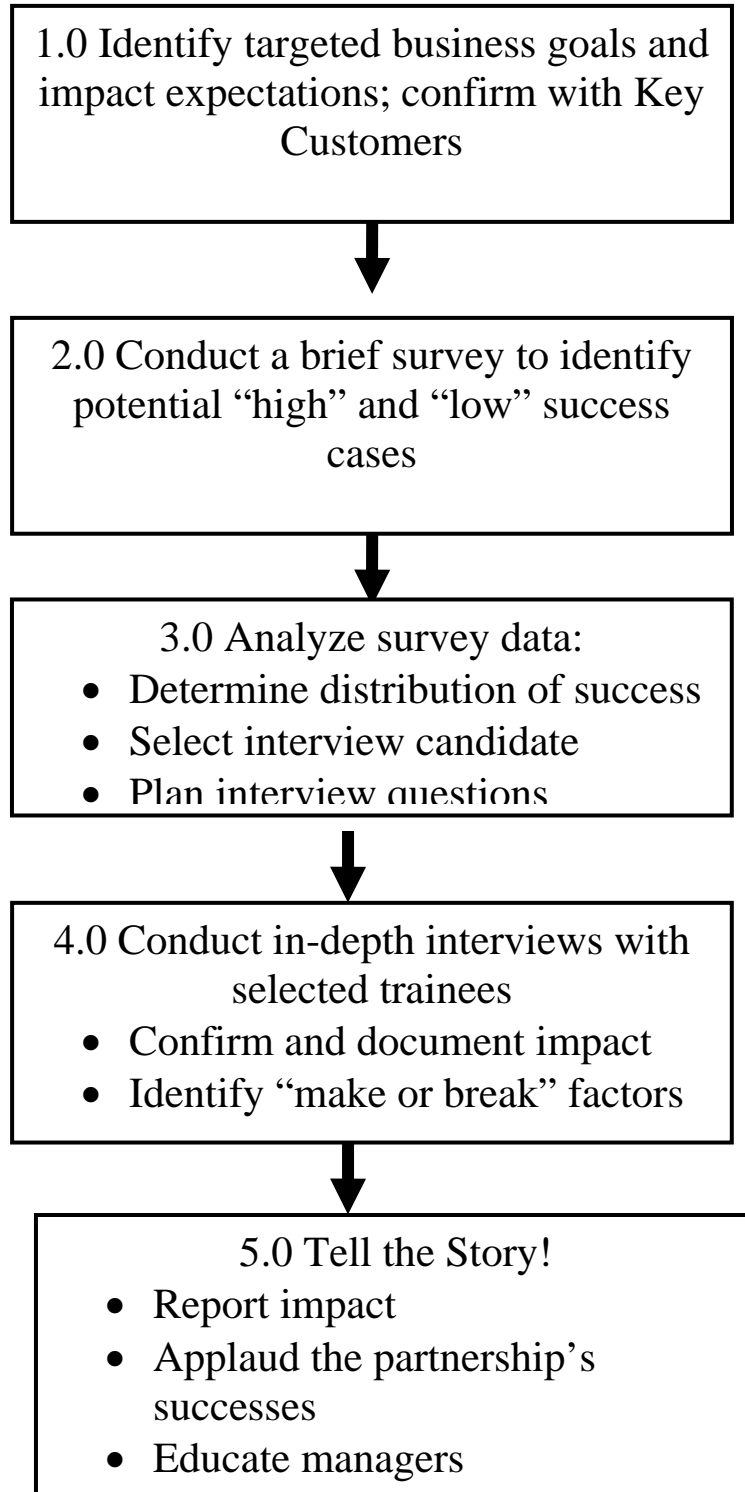 1.0 Identify targeted business goals and
impact expectations; confirm with Key
Customers
2.0 Conduct a brief survey to identify
potential “high” and “low” success
cases
3.0 Analyze survey data:
• Determine distribution of success
• Select interview candidate
• Plan interview questions
4.0 Conduct in-depth interviews with
selected trainees
• Confirm and document impact
• Identify “make or break” factors
5.0 Tell the Story!
• Report impact
• Applaud the partnership’s
successes
• Educate managers